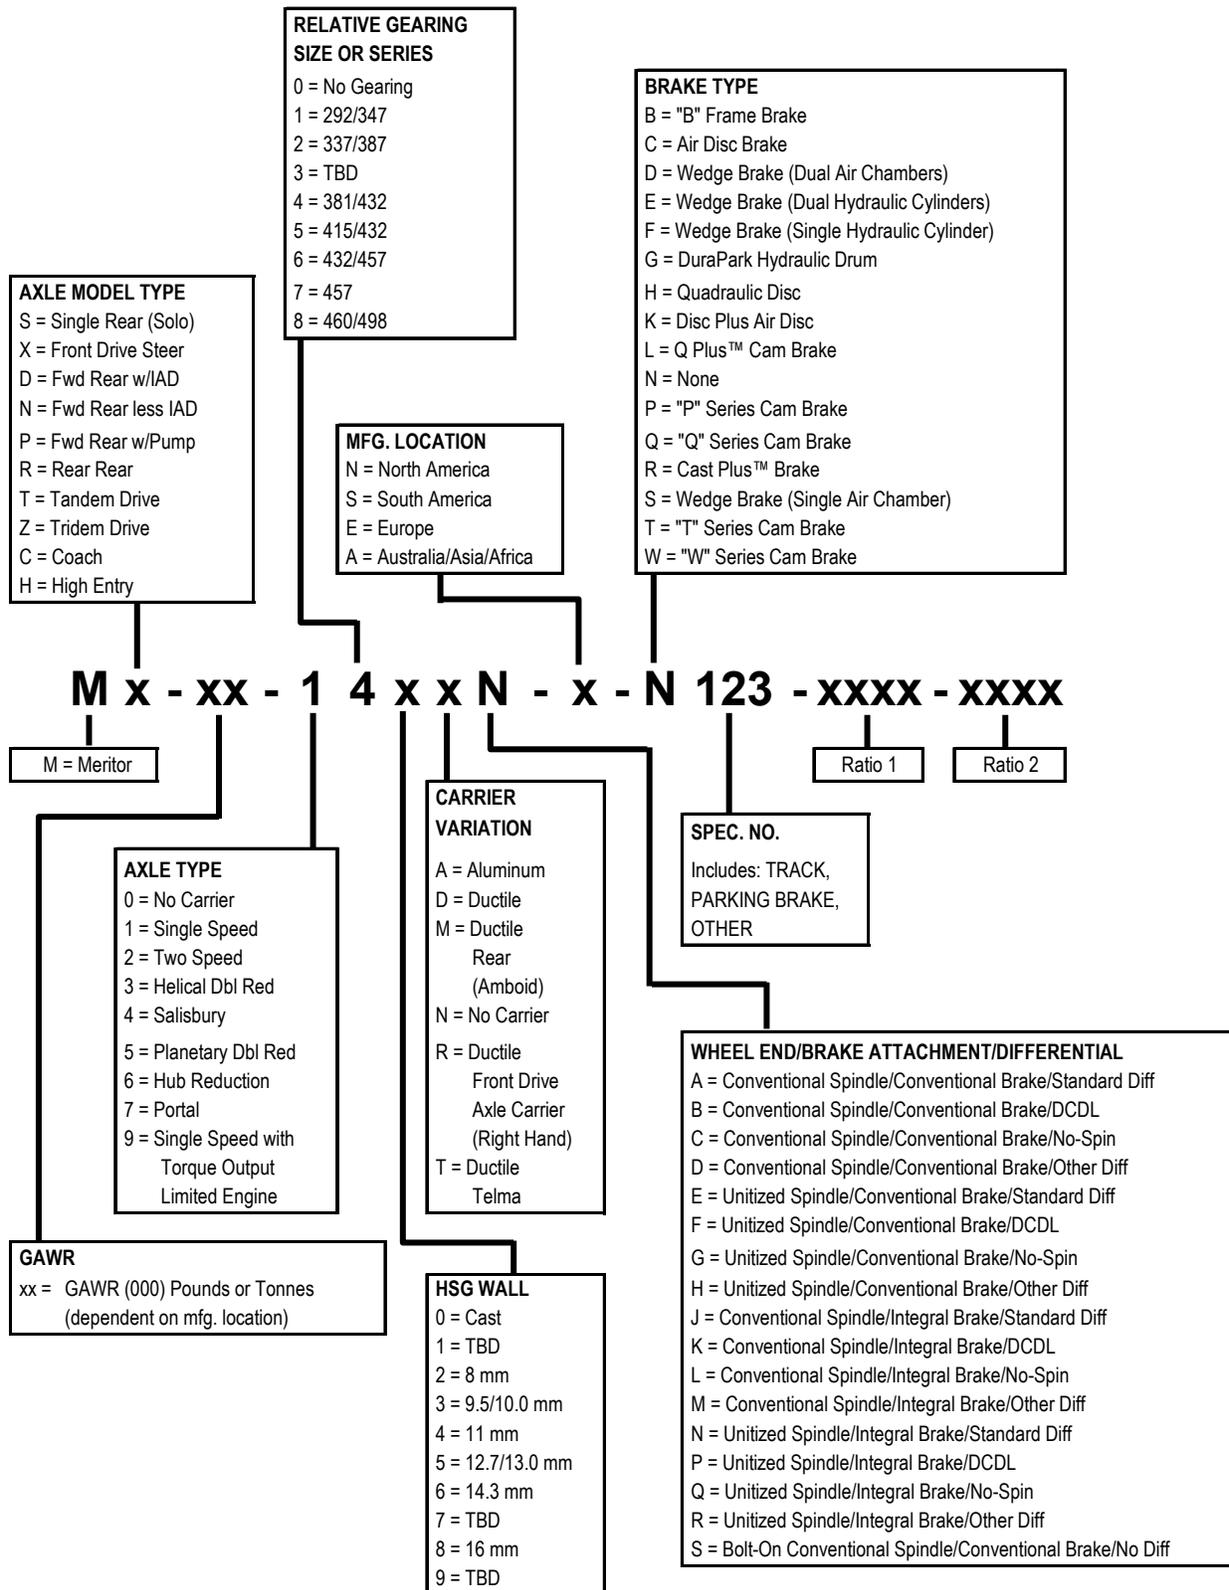 RELATIVE GEARING
SIZE OR SERIES
0 = No Gearing
1 = 292/347
2 = 337/387
3 = TBD
4 = 381/432
5 = 415/432
6 = 432/457
7 = 457
8 = 460/498
BRAKE TYPE
B = "B" Frame Brake
C = Air Disc Brake
D = Wedge Brake (Dual Air Chambers)
E = Wedge Brake (Dual Hydraulic Cylinders)
F = Wedge Brake (Single Hydraulic Cylinder)
G = DuraPark Hydraulic Drum
H = Quadraulic Disc
K = Disc Plus Air Disc
L = Q Plus™ Cam Brake
N = None
P = "P" Series Cam Brake
Q = "Q" Series Cam Brake
R = Cast Plus™ Brake
S = Wedge Brake (Single Air Chamber)
T = "T" Series Cam Brake
W = "W" Series Cam Brake
AXLE MODEL TYPE
S = Single Rear (Solo)
X = Front Drive Steer
D = Fwd Rear w/IAD
N = Fwd Rear less IAD
P = Fwd Rear w/Pump
R = Rear Rear
T = Tandem Drive
Z = Tridem Drive
C = Coach
H = High Entry
MFG. LOCATION
N = North America
S = South America
E = Europe
A = Australia/Asia/Africa
M x - xx - 1 4 x x N - x - N 123 - xxxx - xxxx
M = Meritor
Ratio 1
Ratio 2
CARRIER
VARIATION
A = Aluminum
D = Ductile
M = Ductile
Rear
(Amboid)
N = No Carrier
R = Ductile
Front Drive
Axle Carrier
(Right Hand)
T = Ductile
Telma
SPEC. NO.
Includes: TRACK,
PARKING BRAKE,
OTHER
AXLE TYPE
0 = No Carrier
1 = Single Speed
2 = Two Speed
3 = Helical Dbl Red
4 = Salisbury
5 = Planetary Dbl Red
6 = Hub Reduction
7 = Portal
9 = Single Speed with
Torque Output
Limited Engine
GAWR
xx = GAWR (000) Pounds or Tonnes
(dependent on mfg. location)
HSG WALL
0 = Cast
1 = TBD
2 = 8 mm
3 = 9.5/10.0 mm
4 = 11 mm
5 = 12.7/13.0 mm
6 = 14.3 mm
7 = TBD
8 = 16 mm
9 = TBD
WHEEL END/BRAKE ATTACHMENT/DIFFERENTIAL
A = Conventional Spindle/Conventional Brake/Standard Diff
B = Conventional Spindle/Conventional Brake/DCDL
C = Conventional Spindle/Conventional Brake/No-Spin
D = Conventional Spindle/Conventional Brake/Other Diff
E = Unitized Spindle/Conventional Brake/Standard Diff
F = Unitized Spindle/Conventional Brake/DCDL
G = Unitized Spindle/Conventional Brake/No-Spin
H = Unitized Spindle/Conventional Brake/Other Diff
J = Conventional Spindle/Integral Brake/Standard Diff
K = Conventional Spindle/Integral Brake/DCDL
L = Conventional Spindle/Integral Brake/No-Spin
M = Conventional Spindle/Integral Brake/Other Diff
N = Unitized Spindle/Integral Brake/Standard Diff
P = Unitized Spindle/Integral Brake/DCDL
Q = Unitized Spindle/Integral Brake/No-Spin
R = Unitized Spindle/Integral Brake/Other Diff
S = Bolt-On Conventional Spindle/Conventional Brake/No Diff